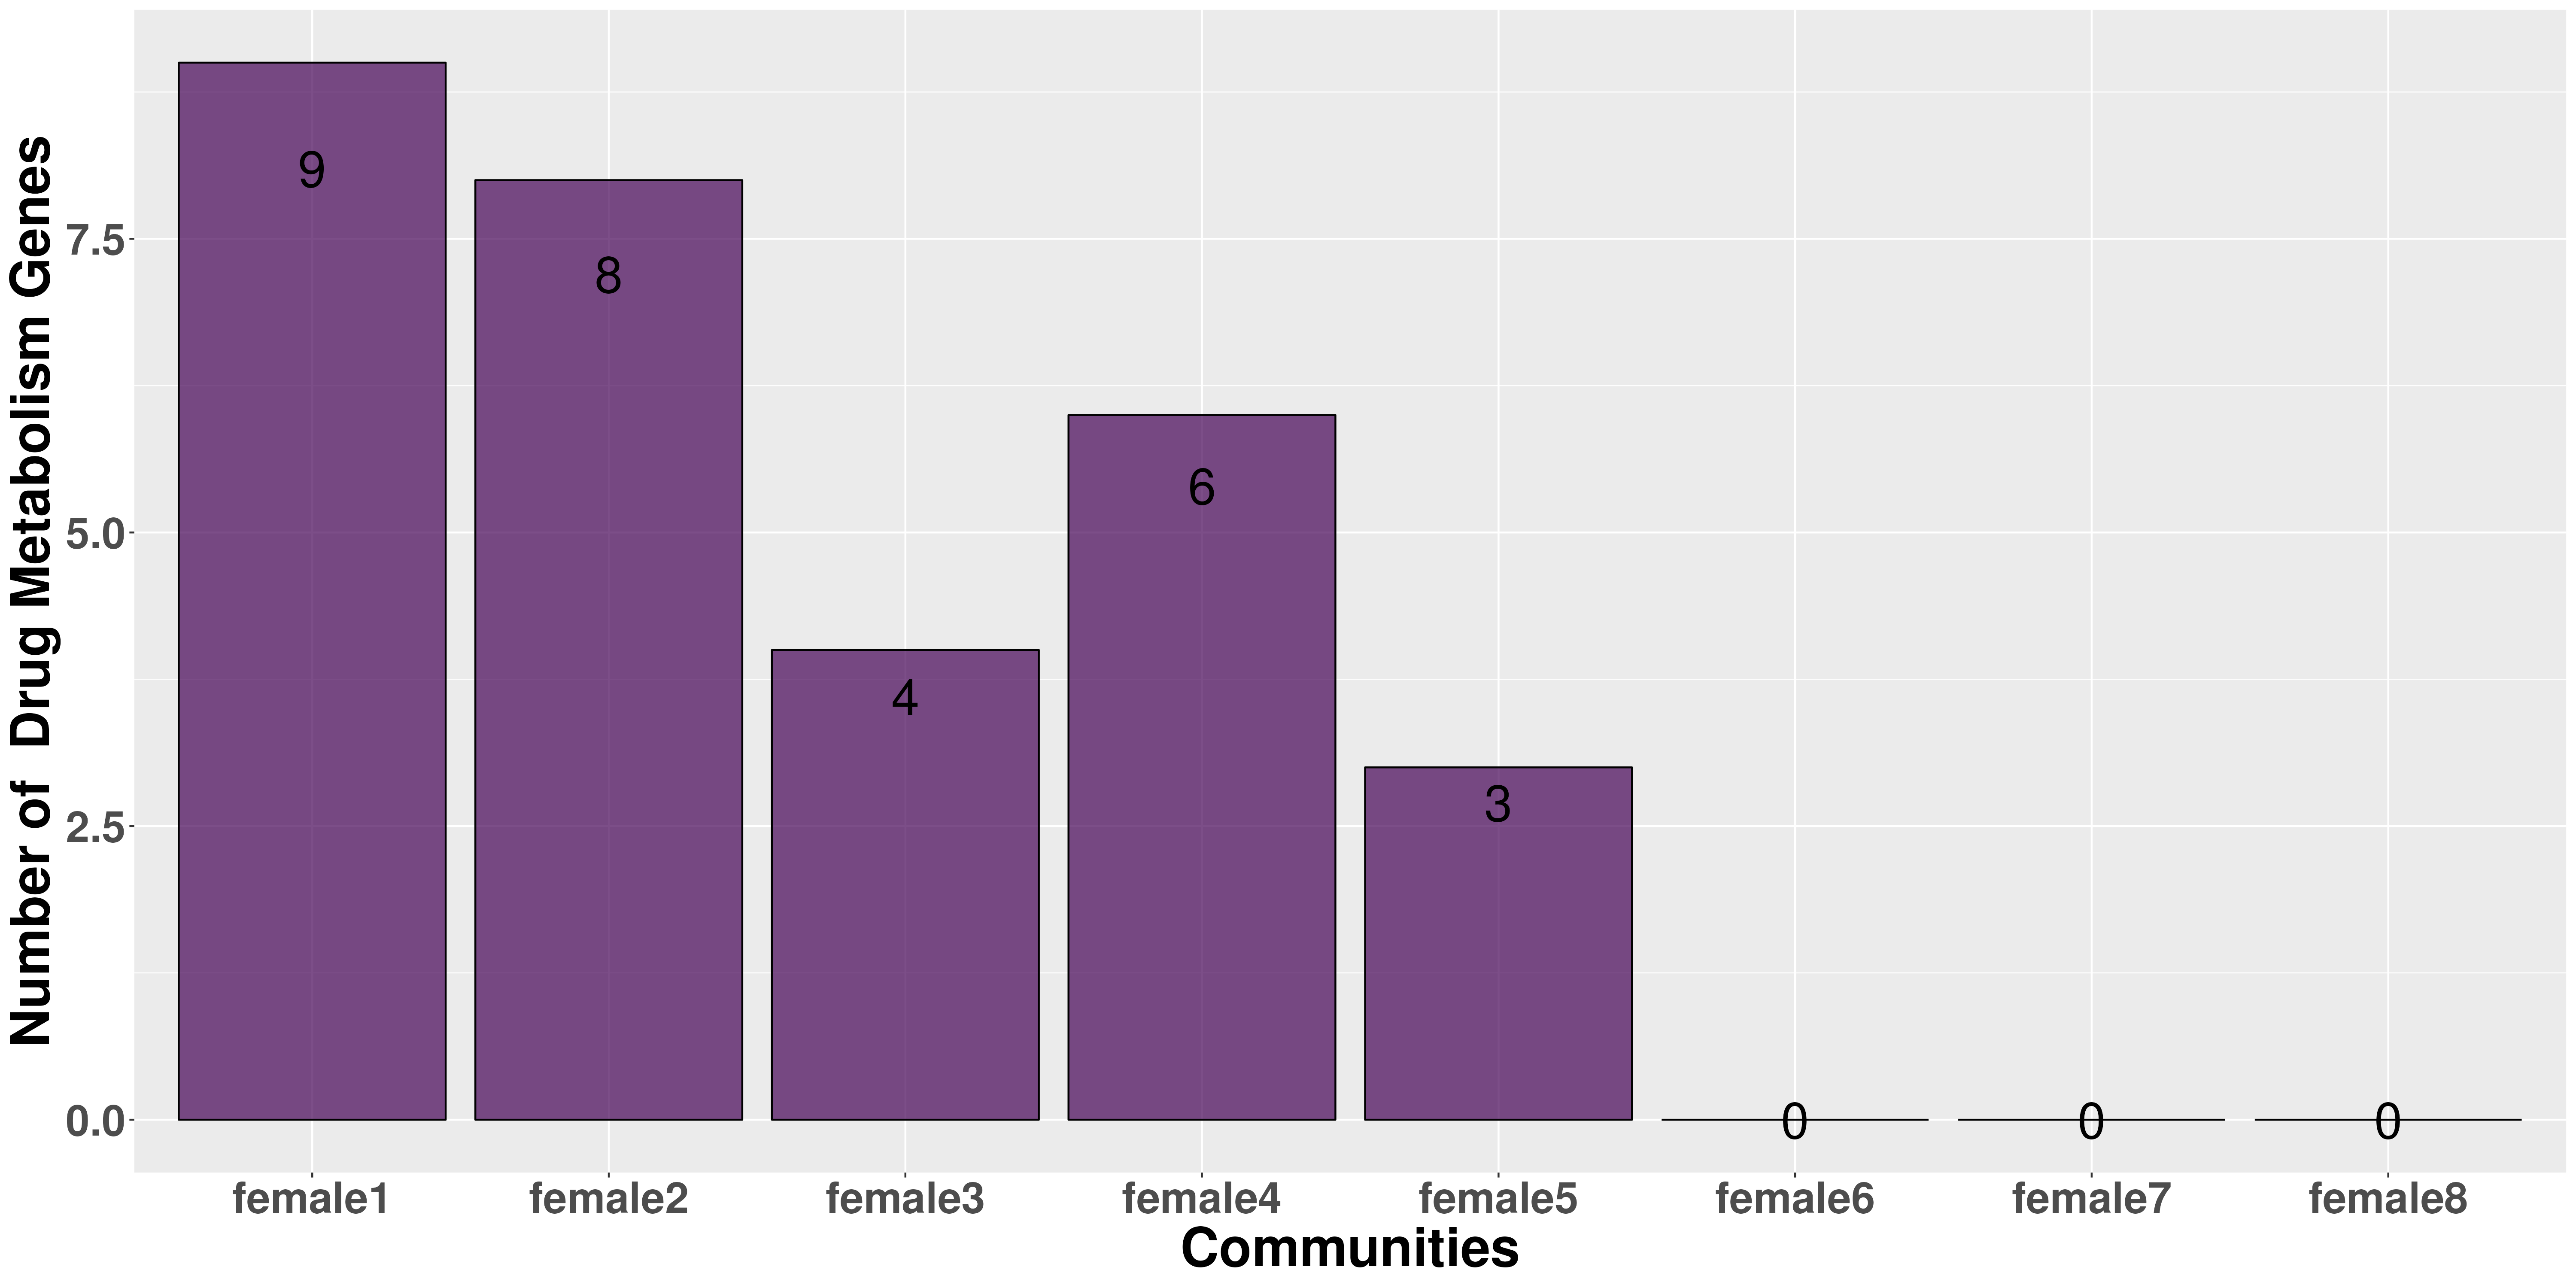 Number of  Drug Metabolism Genes
7.5
5.0
2.5
0.0
9
8
4
6
3
0
0
0
female1
female2
female3
female4
female5
female6
female7
female8
Communities